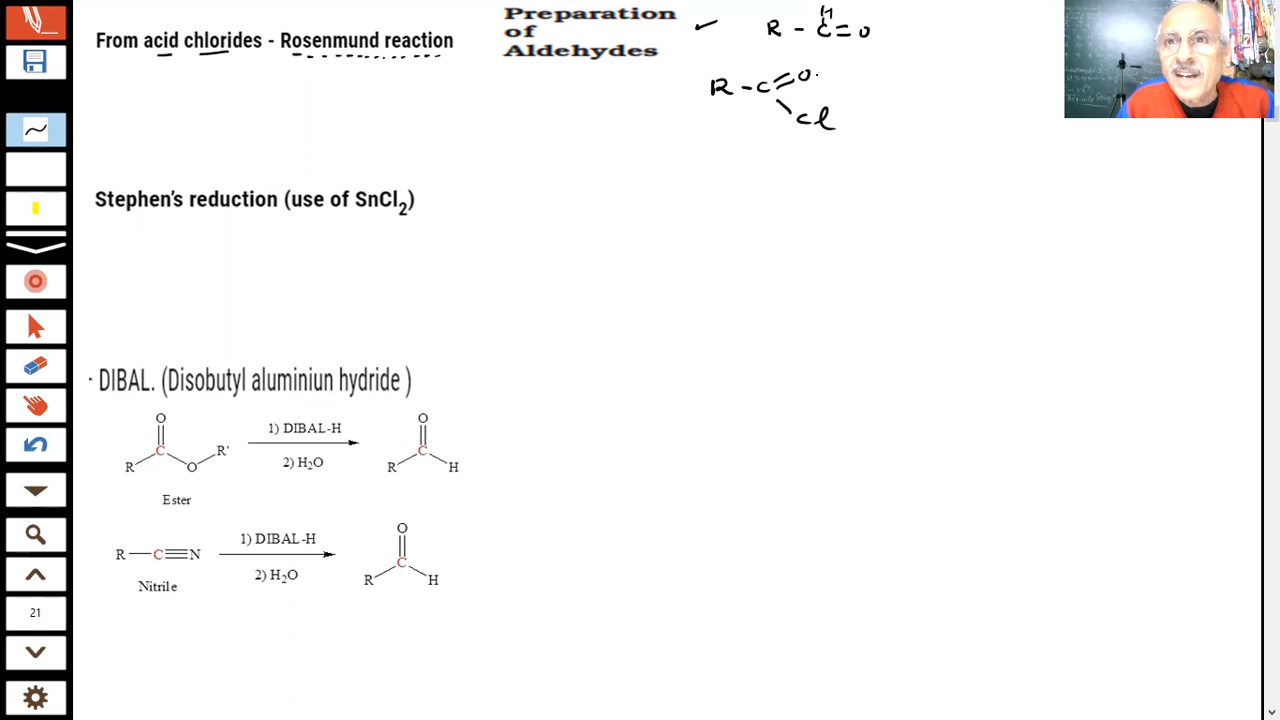 From acid chlorides - Rosenmund reaction
Preparation
of
Aldehydes
H
R - C = O
R - C = O
Cl
Stephen's reduction (use of SnCl2)
· DIBAL. (Disobutyl aluminiun hydride )
O
R C O R'
1) DIBAL-H
2) H2O
O
R C H
Ester
R—C≡N
1) DIBAL-H
2) H2O
O
R C H
Nitrile
21